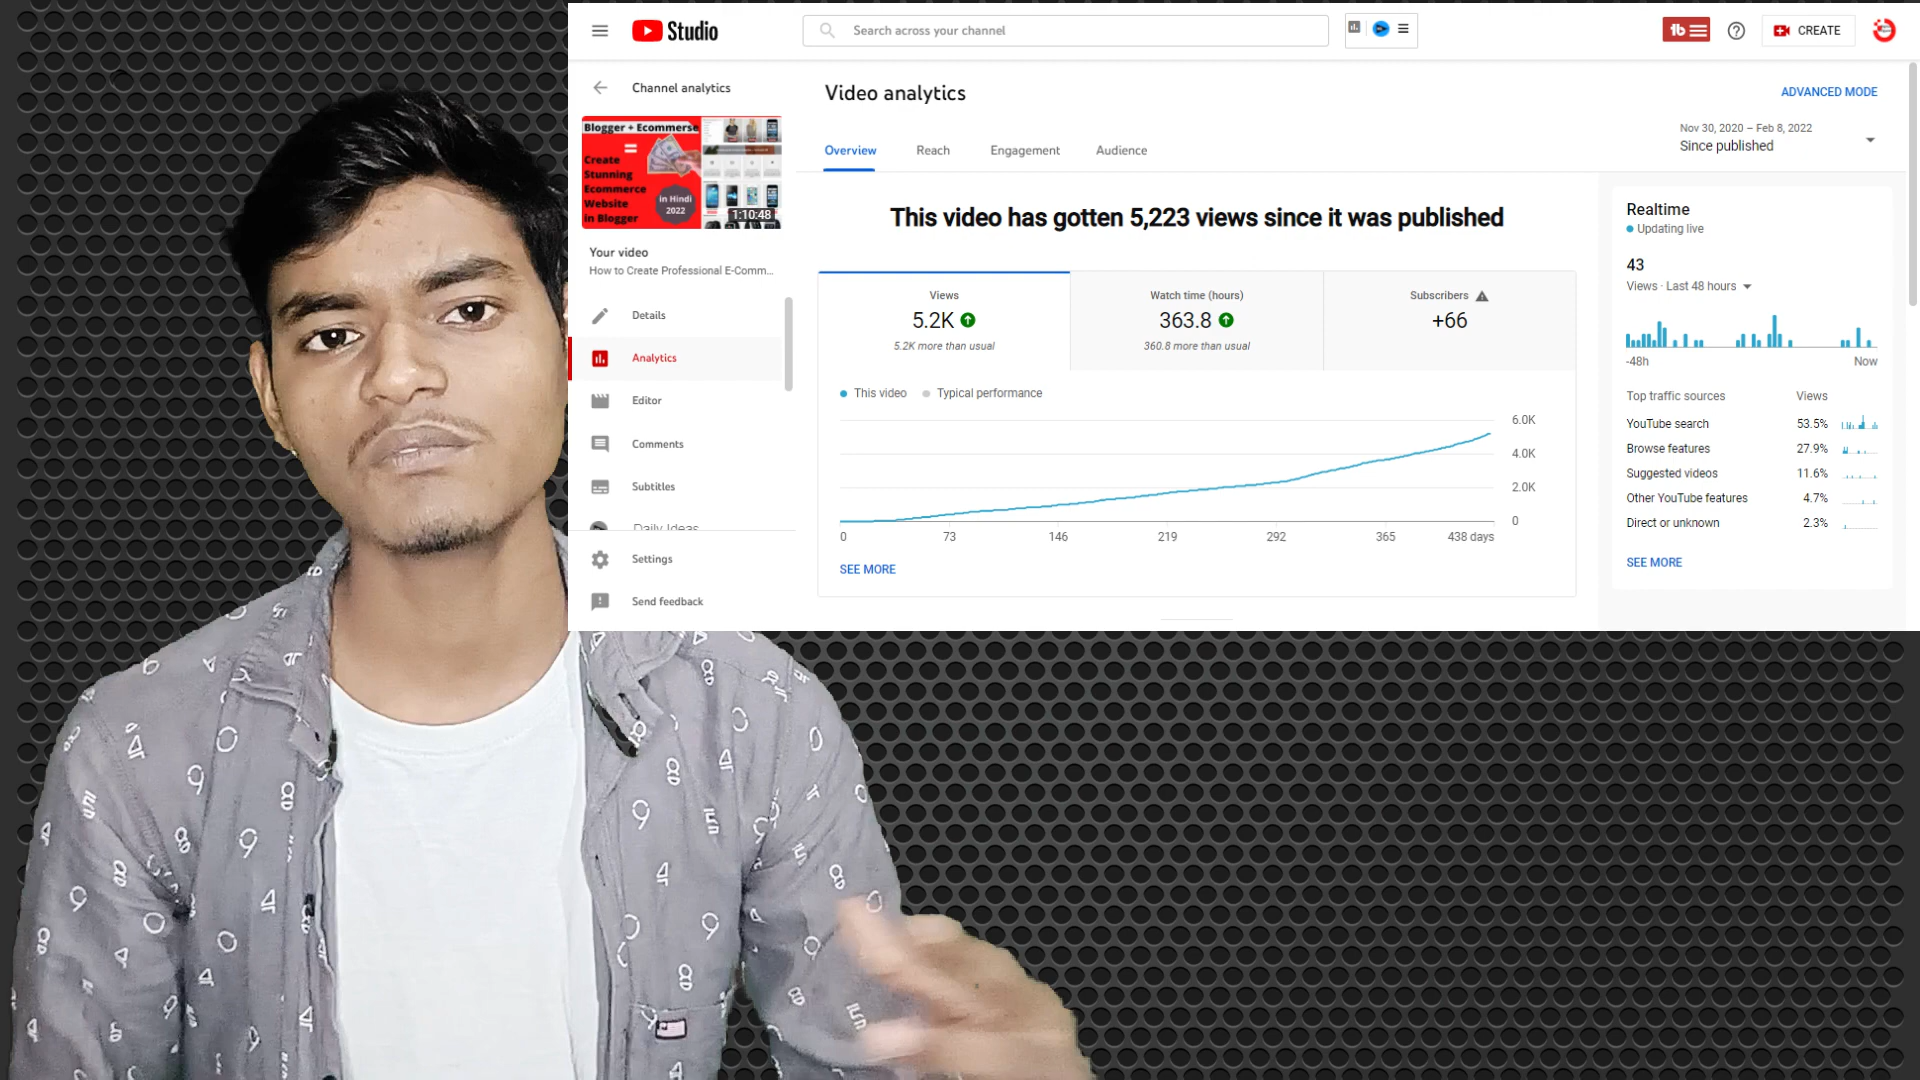 Studio
Search across your channel
CREATE
Channel analytics
Blogger + Ecommerse
=
Create
Stunning
Ecommerce
Website
in Blogger
in Hindi
2022
1:10:48
Your video
How to Create Professional E-Comm...
Details
Analytics
Editor
Comments
Subtitles
Daily Ideas
Settings
Send feedback
Video analytics
ADVANCED MODE
Nov 30, 2020 – Feb 8, 2022
Since published
Overview
Reach
Engagement
Audience
This video has gotten 5,223 views since it was published
Views
5.2K
5.2K more than usual
Watch time (hours)
363.8
360.8 more than usual
Subscribers
+66
This video
Typical performance
6.0K
4.0K
2.0K
0
0 73 146 219 292 365 438 days
SEE MORE
Realtime
Updating live
43
Views · Last 48 hours
-48h Now
Top traffic sources Views
YouTube search 53.5%
Browse features 27.9%
Suggested videos 11.6%
Other YouTube features 4.7%
Direct or unknown 2.3%
SEE MORE